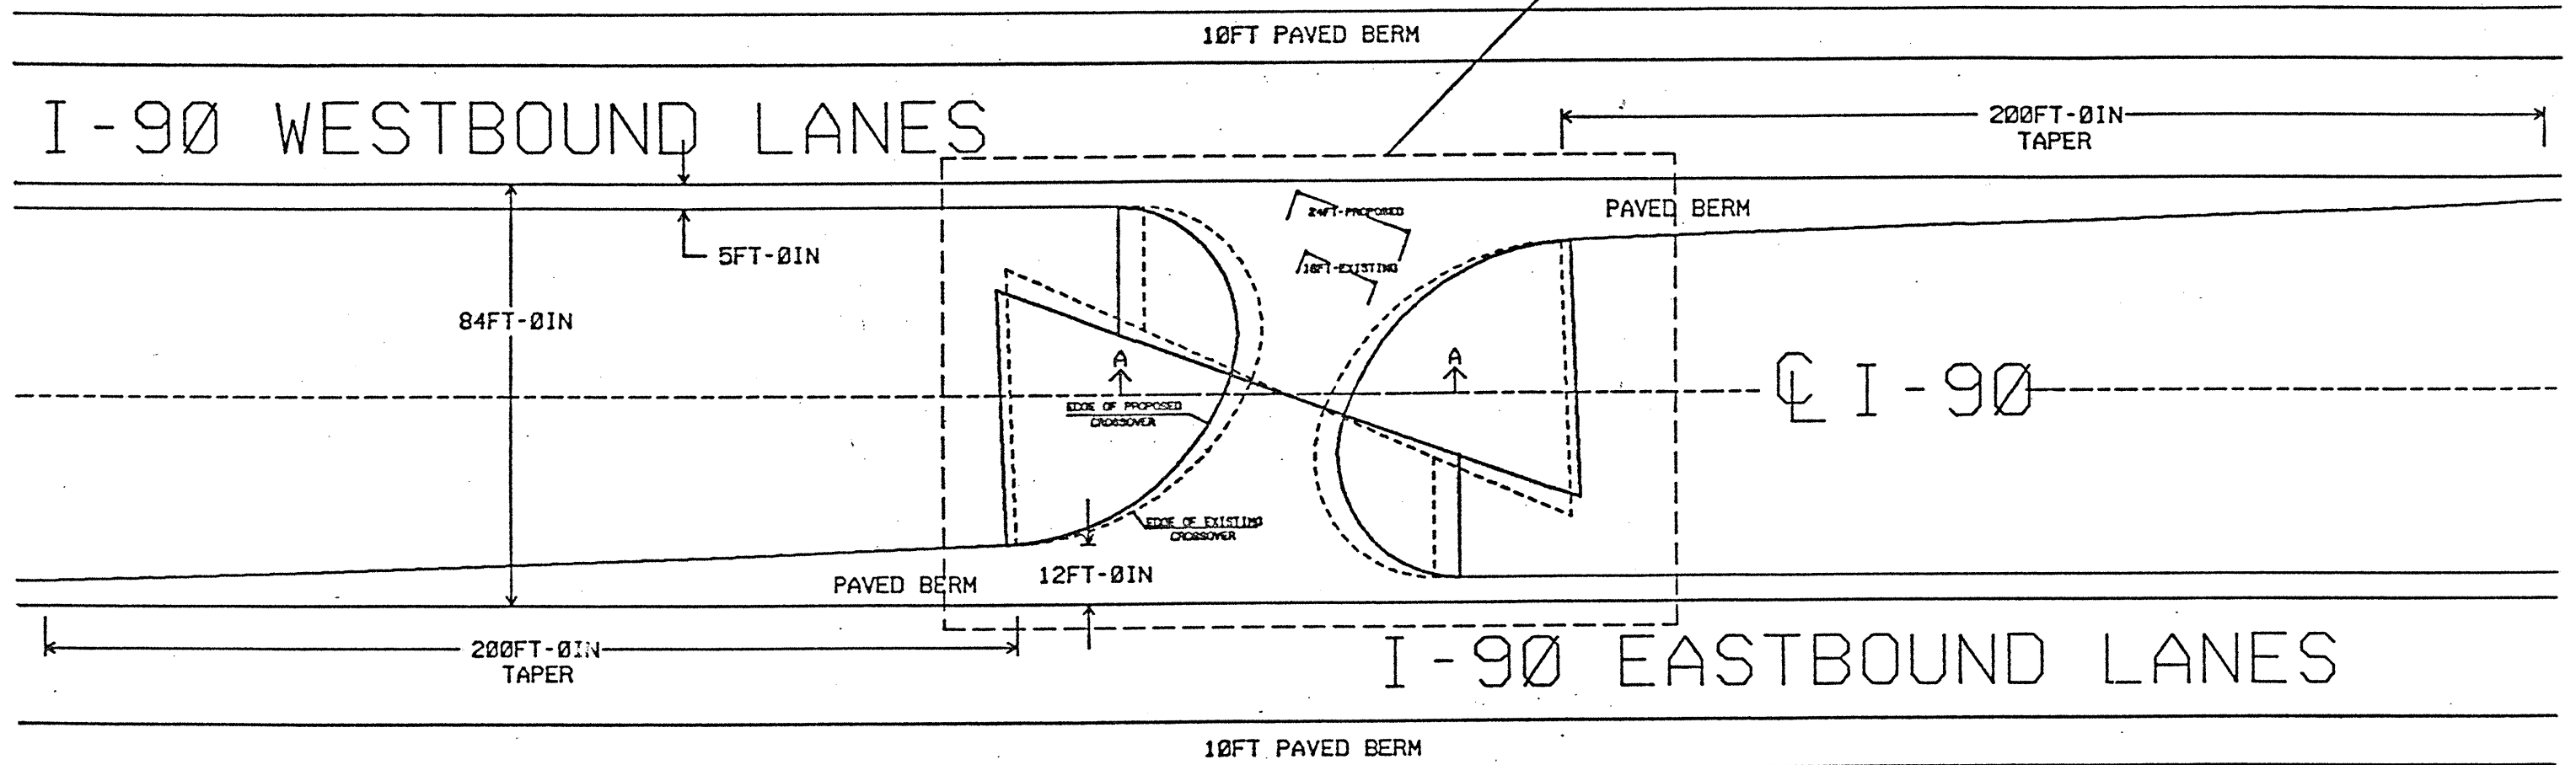 10FT PAVED BERM
I-90 WESTBOUND LANES
200FT-0IN
TAPER
24FT-PROPOSED
PAVED BERM
5FT-0IN
16FT-EXISTING
84FT-0IN
A
A
EDGE OF PROPOSED
CROSSOVER
℄ I-90
EDGE OF EXISTING
CROSSOVER
PAVED BERM
12FT-0IN
200FT-0IN
TAPER
I-90 EASTBOUND LANES
10FT PAVED BERM